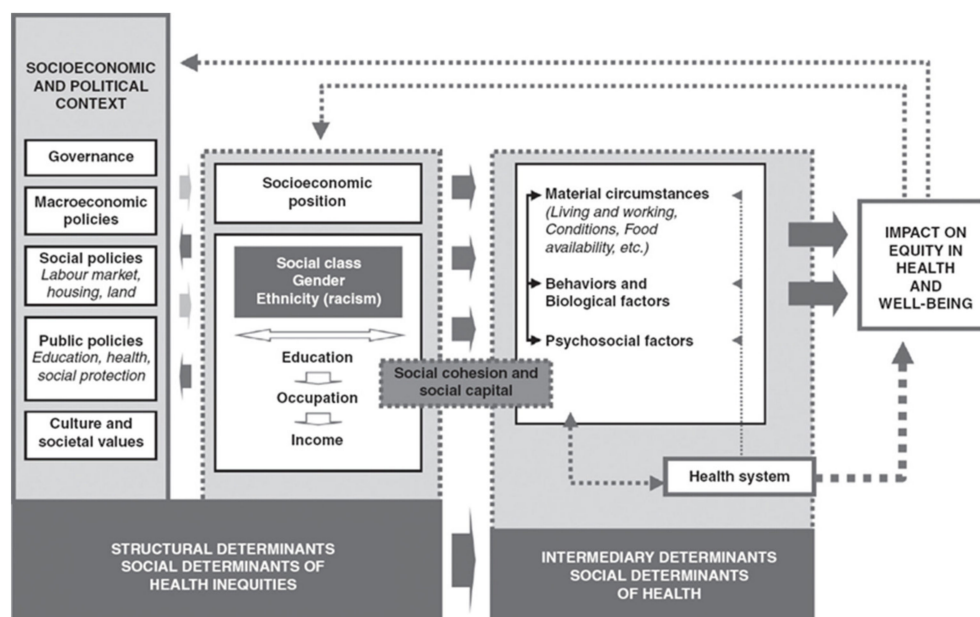 SOCIOECONOMIC
AND POLITICAL
CONTEXT
Governance
Macroeconomic
policies
Social policies
Labour market,
housing, land
Public policies
Education, health,
social protection
Culture and
societal values
Socioeconomic
position
Social class
Gender
Ethnicity (racism)
Education
Occupation
Income
Social cohesion and
social capital
Material circumstances
(Living and working,
Conditions, Food
availability, etc.)
Behaviors and
Biological factors
Psychosocial factors
Health system
IMPACT ON
EQUITY IN
HEALTH
AND
WELL-BEING
STRUCTURAL DETERMINANTS
SOCIAL DETERMINANTS OF
HEALTH INEQUITIES
INTERMEDIARY DETERMINANTS
SOCIAL DETERMINANTS
OF HEALTH